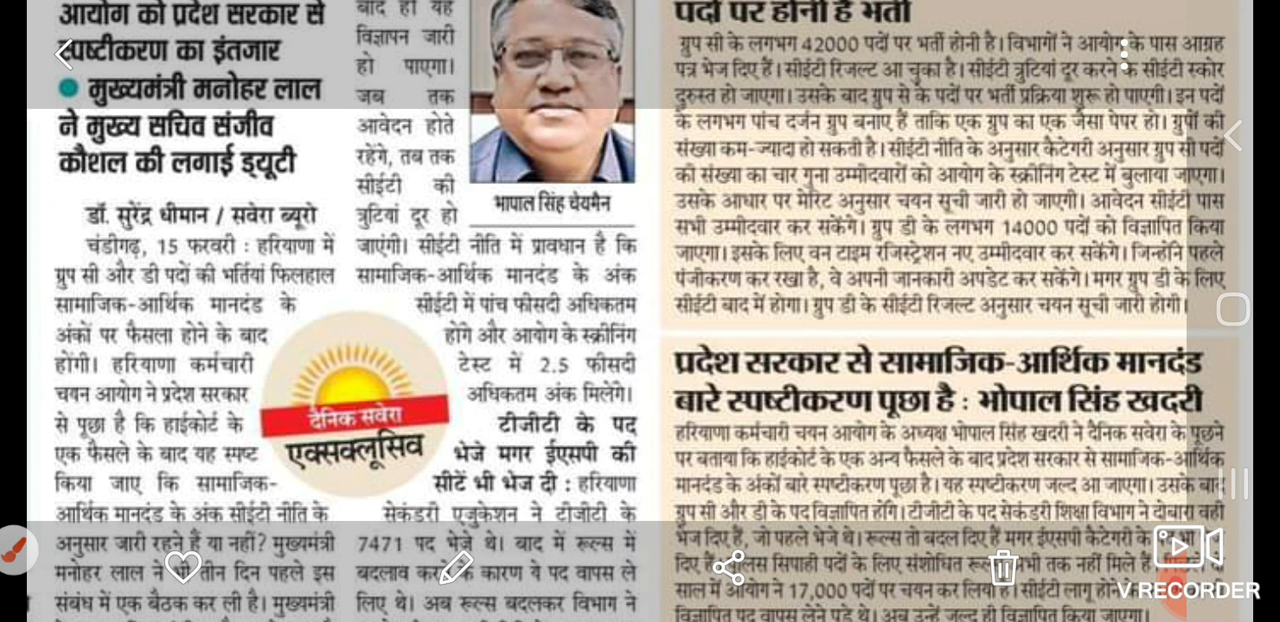 आयोग को प्रदेश सरकार से
स्पष्टीकरण का इंतजार
मुख्यमंत्री मनोहर लाल
ने मुख्य सचिव संजीव
कौशल की लगाई ड्यूटी
डॉ. सुरेंद्र धीमान / सवेरा ब्यूरो
चंडीगढ़, 15 फरवरी : हरियाणा में
ग्रुप सी और डी पदों की भर्तियां फिलहाल
सामाजिक-आर्थिक मानदंड के
अंकों पर फैसला होने के बाद
होंगी। हरियाणा कर्मचारी
चयन आयोग ने प्रदेश सरकार
से पूछा है कि हाईकोर्ट के
एक फैसले के बाद यह स्पष्ट
किया जाए कि सामाजिक-
आर्थिक मानदंड के अंक सीईटी नीति के
अनुसार जारी रहने हैं या नहीं? मुख्यमंत्री
मनोहर लाल ने तीन दिन पहले इस
संबंध में एक बैठक कर ली है। मुख्यमंत्री
बाद ही यह
विज्ञापन जारी
हो पाएगा।
जब तक
आवेदन होते
रहेंगे, तब तक
सीईटी की
त्रुटियां दूर हो
जाएंगी। सीईटी नीति में प्रावधान है कि
सामाजिक-आर्थिक मानदंड के अंक
सीईटी में पांच फीसदी अधिकतम
होंगे और आयोग के स्क्रीनिंग
टेस्ट में 2.5 फीसदी
अधिकतम अंक मिलेंगे।
टीजीटी के पद
भेजे मगर ईएसपी की
सीटें भी भेज दी : हरियाणा
सेकंडरी एजुकेशन ने टीजीटी के
7471 पद भेजे थे। बाद में रूल्स में
बदलाव के कारण ये पद वापस ले
लिए थे। अब रूल्स बदलकर विभाग ने
भोपाल सिंह चेयमैन
दैनिक सवेरा
एक्सक्लूसिव
पदों पर होनी है भर्ती
ग्रुप सी के लगभग 42000 पदों पर भर्ती होनी है। विभागों ने आयोग के पास आग्रह
पत्र भेज दिए हैं। सीईटी रिजल्ट आ चुका है। सीईटी त्रुटियां दूर करने के सीईटी स्कोर
दुरुस्त हो जाएगा। उसके बाद ग्रुप से के पदों पर भर्ती प्रक्रिया शुरू हो पाएगी। इन पदों
के लगभग पांच दर्जन ग्रुप बनाए हैं ताकि एक ग्रुप का एक जैसा पेपर हो। ग्रुपों की
संख्या कम-ज्यादा हो सकती है। सीईटी नीति के अनुसार कैटेगरी अनुसार ग्रुप सी पदों
की संख्या का चार गुना उम्मीदवारों को आयोग के स्क्रीनिंग टेस्ट में बुलाया जाएगा।
उसके आधार पर मेरिट अनुसार चयन सूची जारी हो जाएगी। आवेदन सीईटी पास
सभी उम्मीदवार कर सकेंगे। ग्रुप डी के लगभग 14000 पदों को विज्ञापित किया
जाएगा। इसके लिए वन टाइम रजिस्ट्रेशन नए उम्मीदवार कर सकेंगे। जिन्होंने पहले
पंजीकरण कर रखा है, वे अपनी जानकारी अपडेट कर सकेंगे। मगर ग्रुप डी के लिए
सीईटी बाद में होगा। ग्रुप डी के सीईटी रिजल्ट अनुसार चयन सूची जारी होगी।
प्रदेश सरकार से सामाजिक-आर्थिक मानदंड
बारे स्पष्टीकरण पूछा है : भोपाल सिंह खदरी
हरियाणा कर्मचारी चयन आयोग के अध्यक्ष भोपाल सिंह खदरी ने दैनिक सवेरा के पूछने
पर बताया कि हाईकोर्ट के एक अन्य फैसले के बाद प्रदेश सरकार से सामाजिक-आर्थिक
मानदंड के अंकों बारे स्पष्टीकरण पूछा है। यह स्पष्टीकरण जल्द आ जाएगा। उसके बाद
ग्रुप सी और डी के पद विज्ञापित होंगे। टीजीटी के पद सेकंडरी शिक्षा विभाग ने दोबारा वही
भेज दिए हैं, जो पहले भेजे थे। रूल्स तो बदल दिए हैं मगर ईएसपी कैटेगरी के
दिए सिपाही पदों के लिए संशोधित तक नहीं मिले हैं
साल में आयोग ने 17,000 पदों पर चयन कर लिया है। सीईटी लागू
विज्ञापित पद वापस लेने पड़े थे। अब उन्हें जल्द ही विज्ञापित किया जाएगा।
V RECORDER